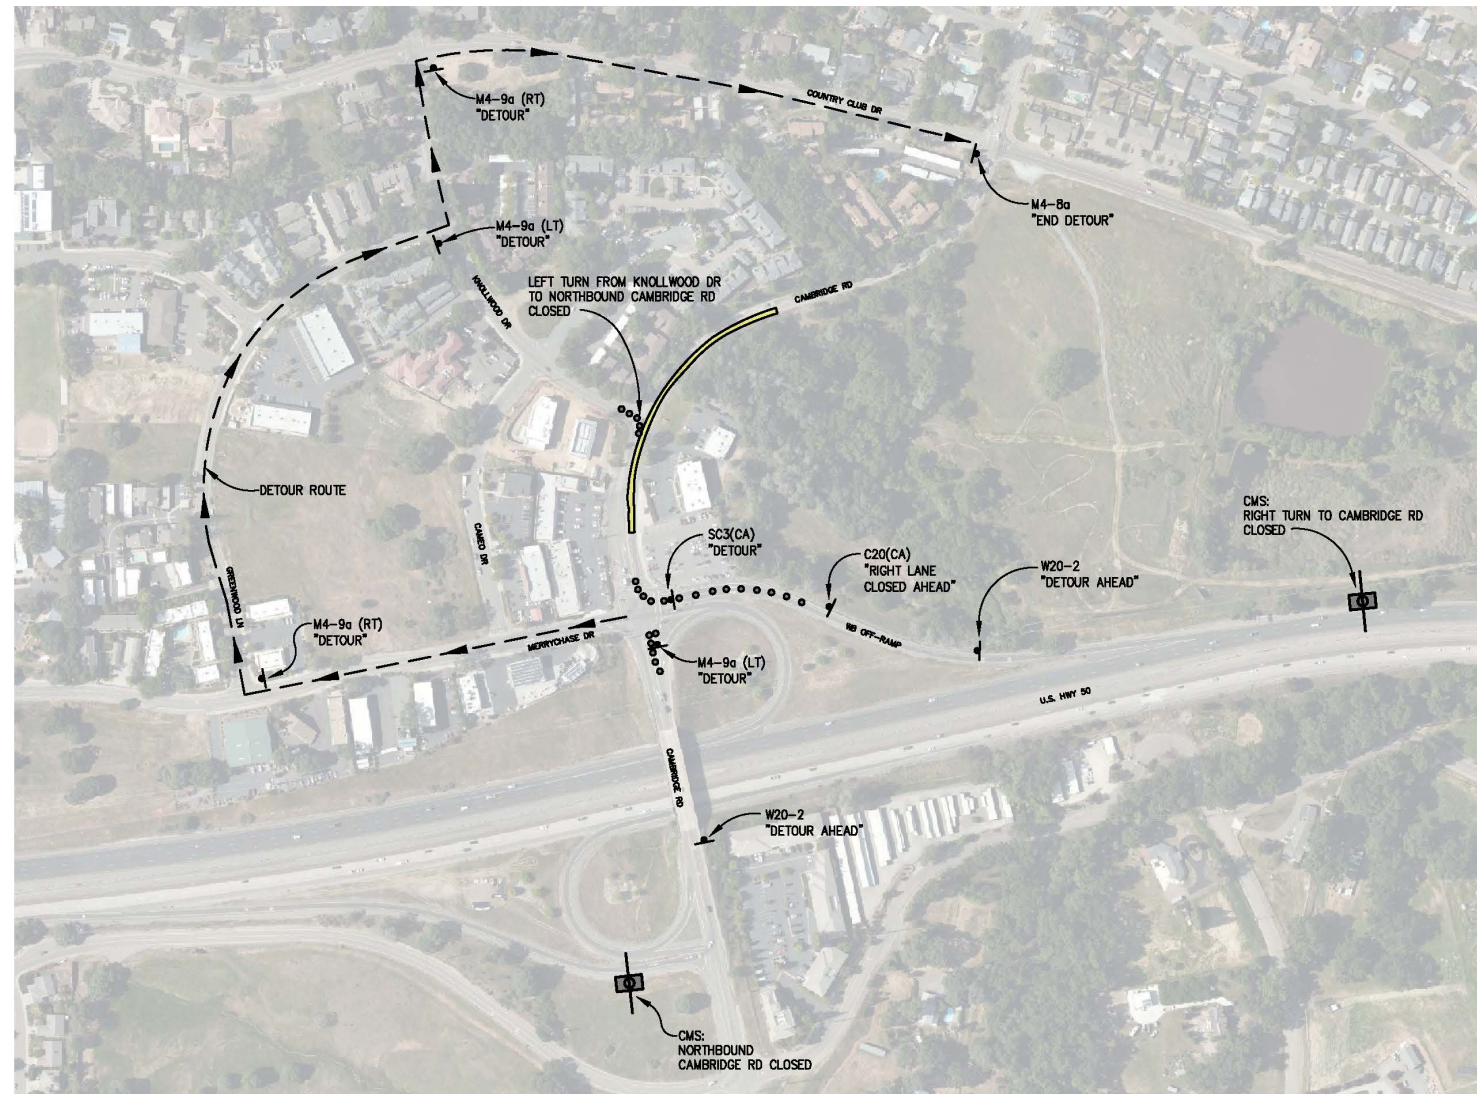 COUNTRY CLUB DR
M4-9a (RT)
"DETOUR"
M4-8a
"END DETOUR"
M4-9a (LT)
"DETOUR"
KNOLLWOOD DR
LEFT TURN FROM KNOLLWOOD DR
TO NORTHBOUND CAMBRIDGE RD
CLOSED
CAMBRIDGE RD
DETOUR ROUTE
CMS:
RIGHT TURN TO CAMBRIDGE RD
CLOSED
CAMEO DR
SC3(CA)
"DETOUR"
C20(CA)
"RIGHT LANE
CLOSED AHEAD"
W20-2
"DETOUR AHEAD"
GREENWOOD LN
M4-9a (RT)
"DETOUR"
MERRYCHASE DR
WB OFF-RAMP
M4-9a (LT)
"DETOUR"
U.S. HWY 50
CAMBRIDGE RD
W20-2
"DETOUR AHEAD"
CMS:
NORTHBOUND
CAMBRIDGE RD CLOSED